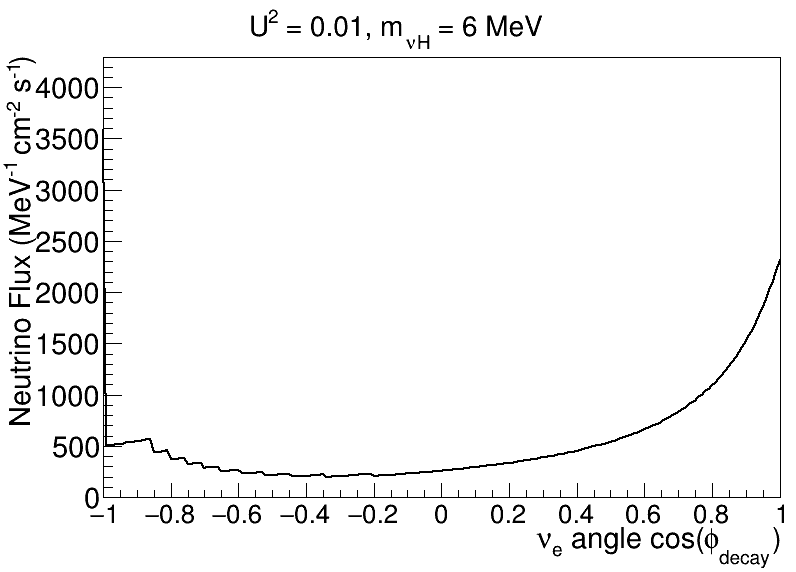 U² = 0.01, m_νH = 6 MeV
Neutrino Flux (MeV⁻¹ cm⁻² s⁻¹)
4000
3500
3000
2500
2000
1500
1000
500
0
−1 −0.8 −0.6 −0.4 −0.2 0 0.2 0.4 0.6 0.8 1
ν_e angle cos(ϕ_decay)